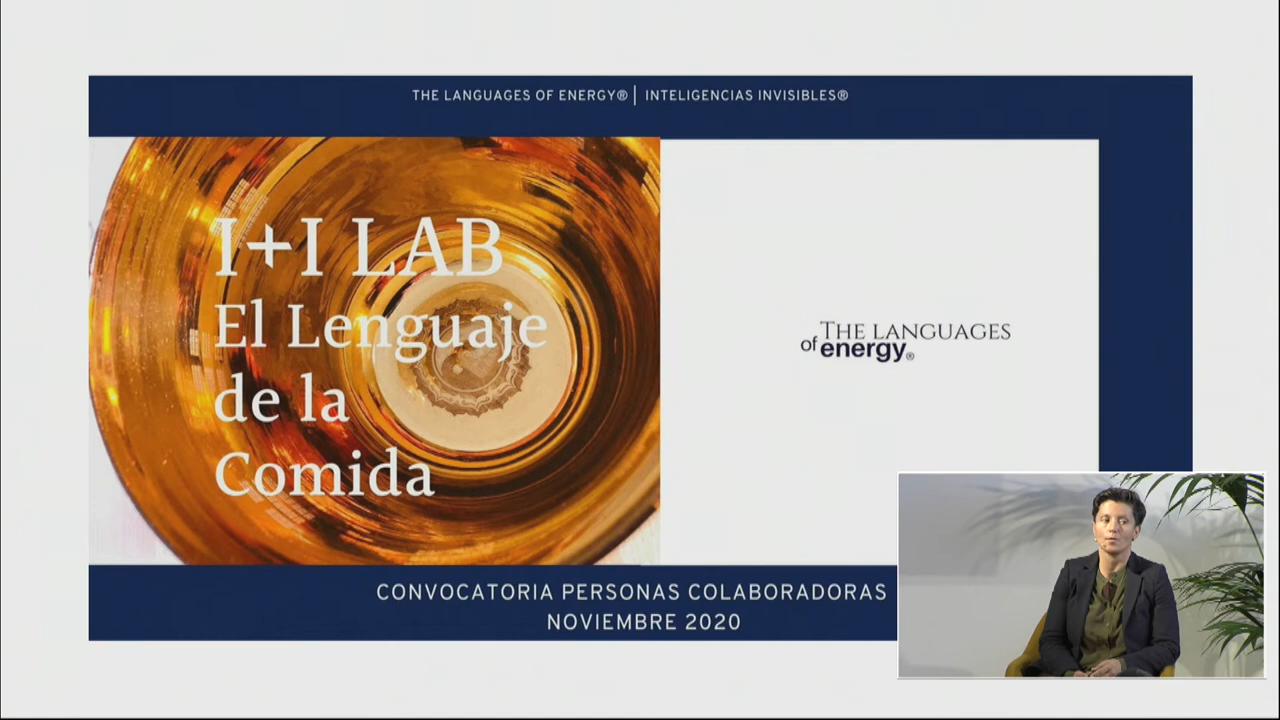 THE LANGUAGES OF ENERGY® | INTELIGENCIAS INVISIBLES®
I+I LAB
El Lenguaje
de la
Comida
THE LANGUAGES
of energy®
CONVOCATORIA PERSONAS COLABORADORAS
NOVIEMBRE 2020